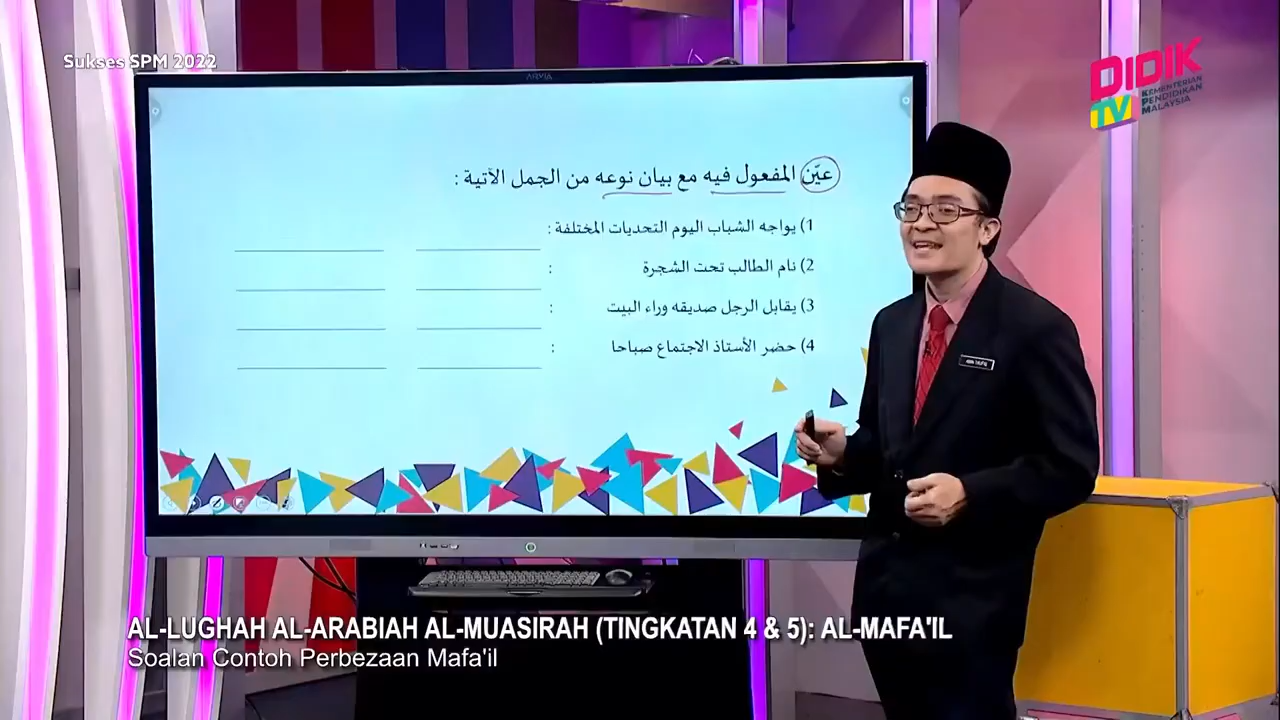 Sukses SPM 2022
DIDIK
TV
KEMENTERIAN
PENDIDIKAN
MALAYSIA
ARVIA
عيّن المفعول فيه مع بيان نوعه من الجمل الآتية :
1) يواجه الشباب اليوم التحديات المختلفة :
2) نام الطالب تحت الشجرة :
3) يقابل الرجل صديقه وراء البيت :
4) حضر الأستاذ الاجتماع صباحا :
AL-LUGHAH AL-ARABIAH AL-MUASIRAH (TINGKATAN 4 & 5): AL-MAFA'IL
Soalan Contoh Perbezaan Mafa'il